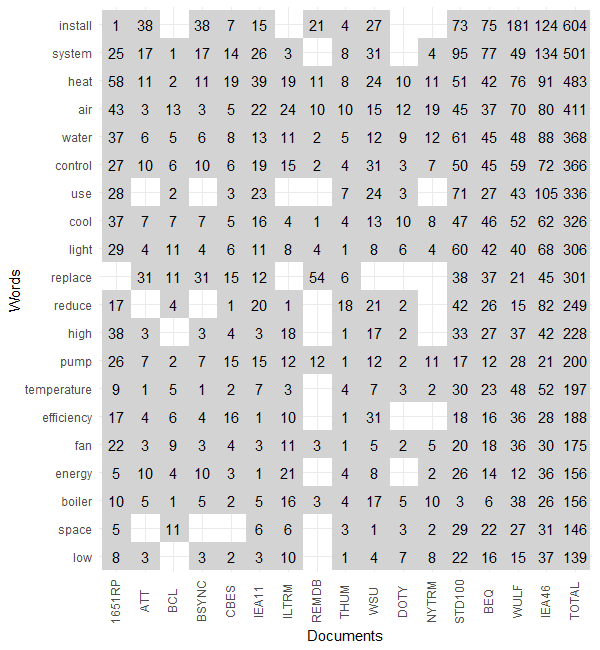 install 1 38 38 7 15 21 4 27 73 75 181 124 604
system 25 17 1 17 14 26 3 8 31 4 95 77 49 134 501
heat 58 11 2 11 19 39 19 11 8 24 10 11 51 42 76 91 483
air 43 3 13 3 5 22 24 10 10 15 12 19 45 37 70 80 411
water 37 6 5 6 8 13 11 2 5 12 9 12 61 45 48 88 368
control 27 10 6 10 6 19 15 2 4 31 3 7 50 45 59 72 366
use 28 2 3 23 7 24 3 71 27 43 105 336
cool 37 7 7 7 5 16 4 1 4 13 10 8 47 46 52 62 326
light 29 4 11 4 6 11 8 4 1 8 6 4 60 42 40 68 306
replace 31 11 31 15 12 54 6 38 37 21 45 301
reduce 17 4 1 20 1 18 21 2 42 26 15 82 249
high 38 3 3 4 3 18 1 17 2 33 27 37 42 228
pump 26 7 2 7 15 15 12 12 1 12 2 11 17 12 28 21 200
temperature 9 1 5 1 2 7 3 4 7 3 2 30 23 48 52 197
efficiency 17 4 6 4 16 1 10 1 31 18 16 36 28 188
fan 22 3 9 3 4 3 11 3 1 5 2 5 20 18 36 30 175
energy 5 10 4 10 3 1 21 4 8 2 26 14 12 36 156
boiler 10 5 1 5 2 5 16 3 4 17 5 10 3 6 38 26 156
space 5 11 6 6 3 1 3 2 29 22 27 31 146
low 8 3 3 2 3 10 1 4 7 8 22 16 15 37 139
1651RP ATT BCL BSYNC CBES IEA11 ILTRM REMDB THUM WSU DOTY NYTRM STD100 BEQ WULF IEA46 TOTAL
Documents
Words